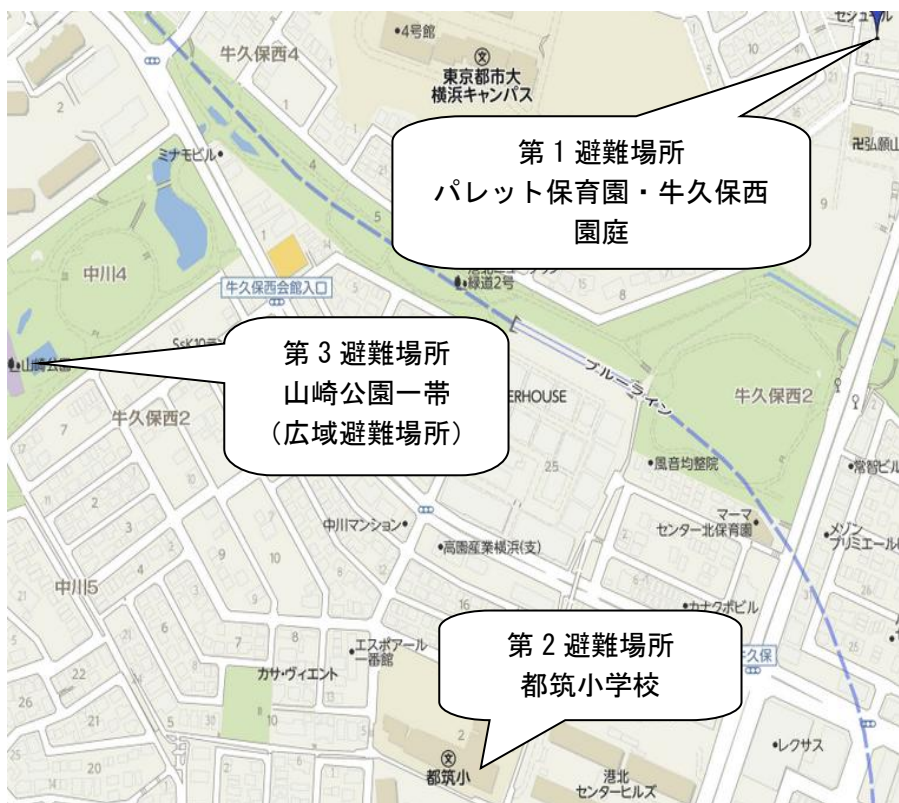 セジュール
4号館
牛久保西4
10
東京都市大
横浜キャンパス
第1避難場所
パレット保育園・牛久保西
園庭
卍弘願山
ミナモビル
中川4
牛久保西会館入口
緑道2号
第3避難場所
山崎公園一帯
(広域避難場所)
山崎公園
ERHOUSE
ブルーライン
牛久保西2
牛久保西2
25
風音均整院
常智ビル
マーマ
センター北保育園
メゾン
プリミエール
中川マンション
高園産業横浜(支)
中川5
カナクボビル
第2避難場所
都筑小学校
エスポアール
一番館
カサ・ヴィエント
久保
レクサス
都筑小
港北
センターヒルズ